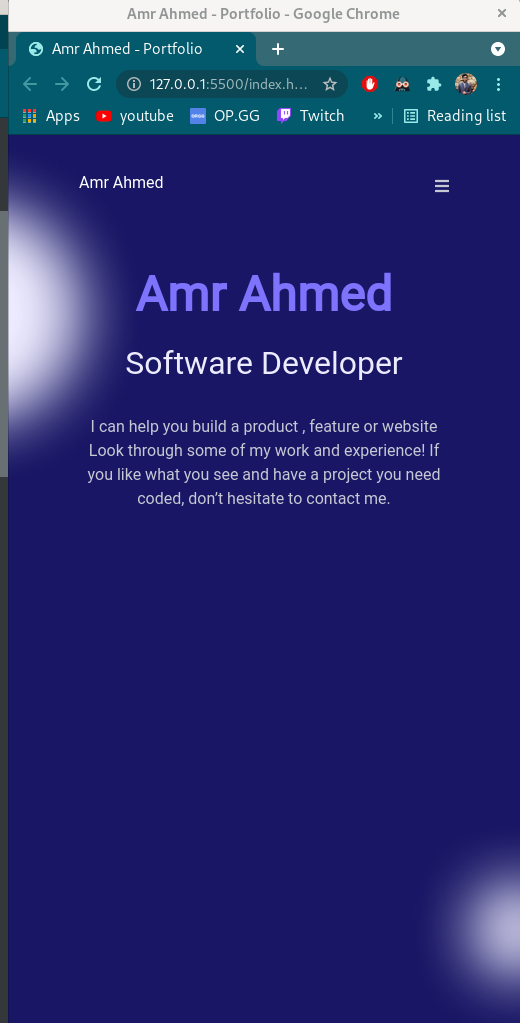 Amr Ahmed - Portfolio - Google Chrome
Amr Ahmed - Portfolio
127.0.0.1:5500/index.h...
Apps youtube OP.GG Twitch » Reading list
Amr Ahmed
Amr Ahmed
Software Developer
I can help you build a product , feature or website
Look through some of my work and experience! If
you like what you see and have a project you need
coded, don’t hesitate to contact me.